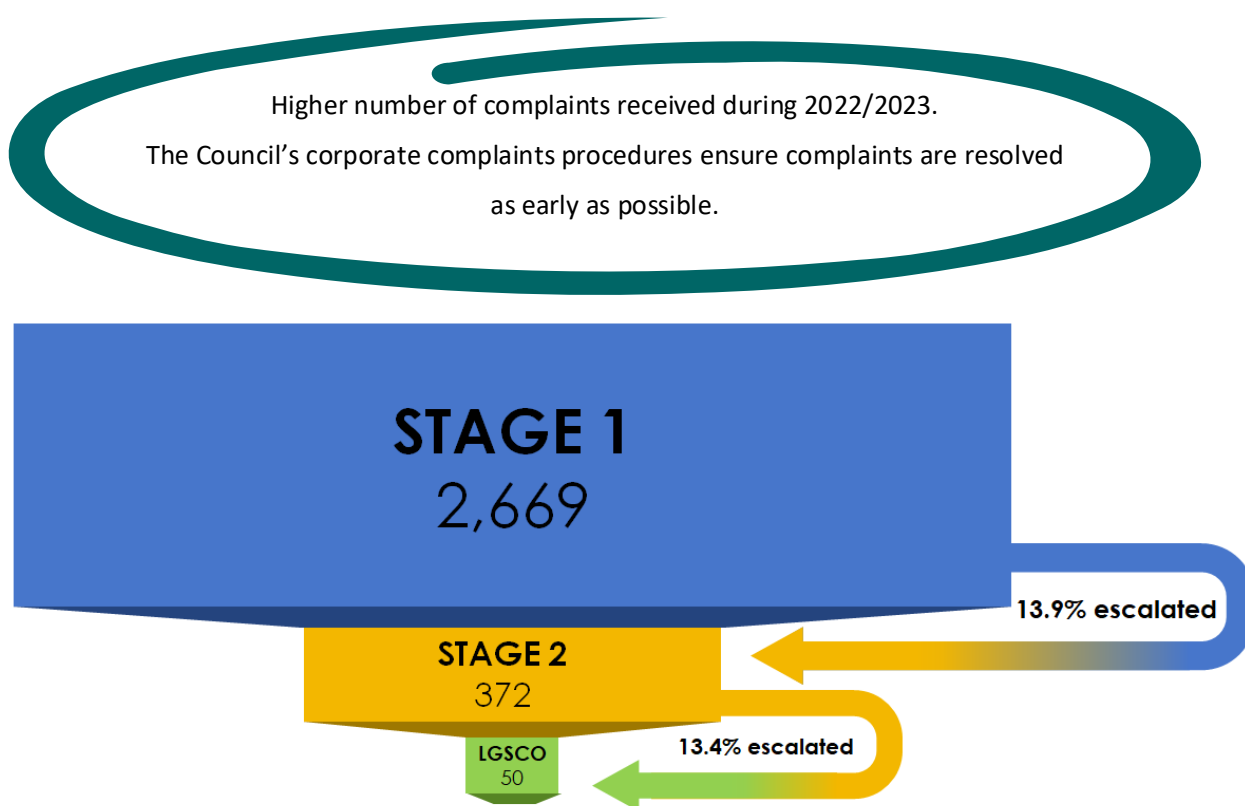 Higher number of complaints received during 2022/2023.
The Council’s corporate complaints procedures ensure complaints are resolved
as early as possible.
STAGE 1
2,669
13.9% escalated
STAGE 2
372
13.4% escalated
LGSCO
50